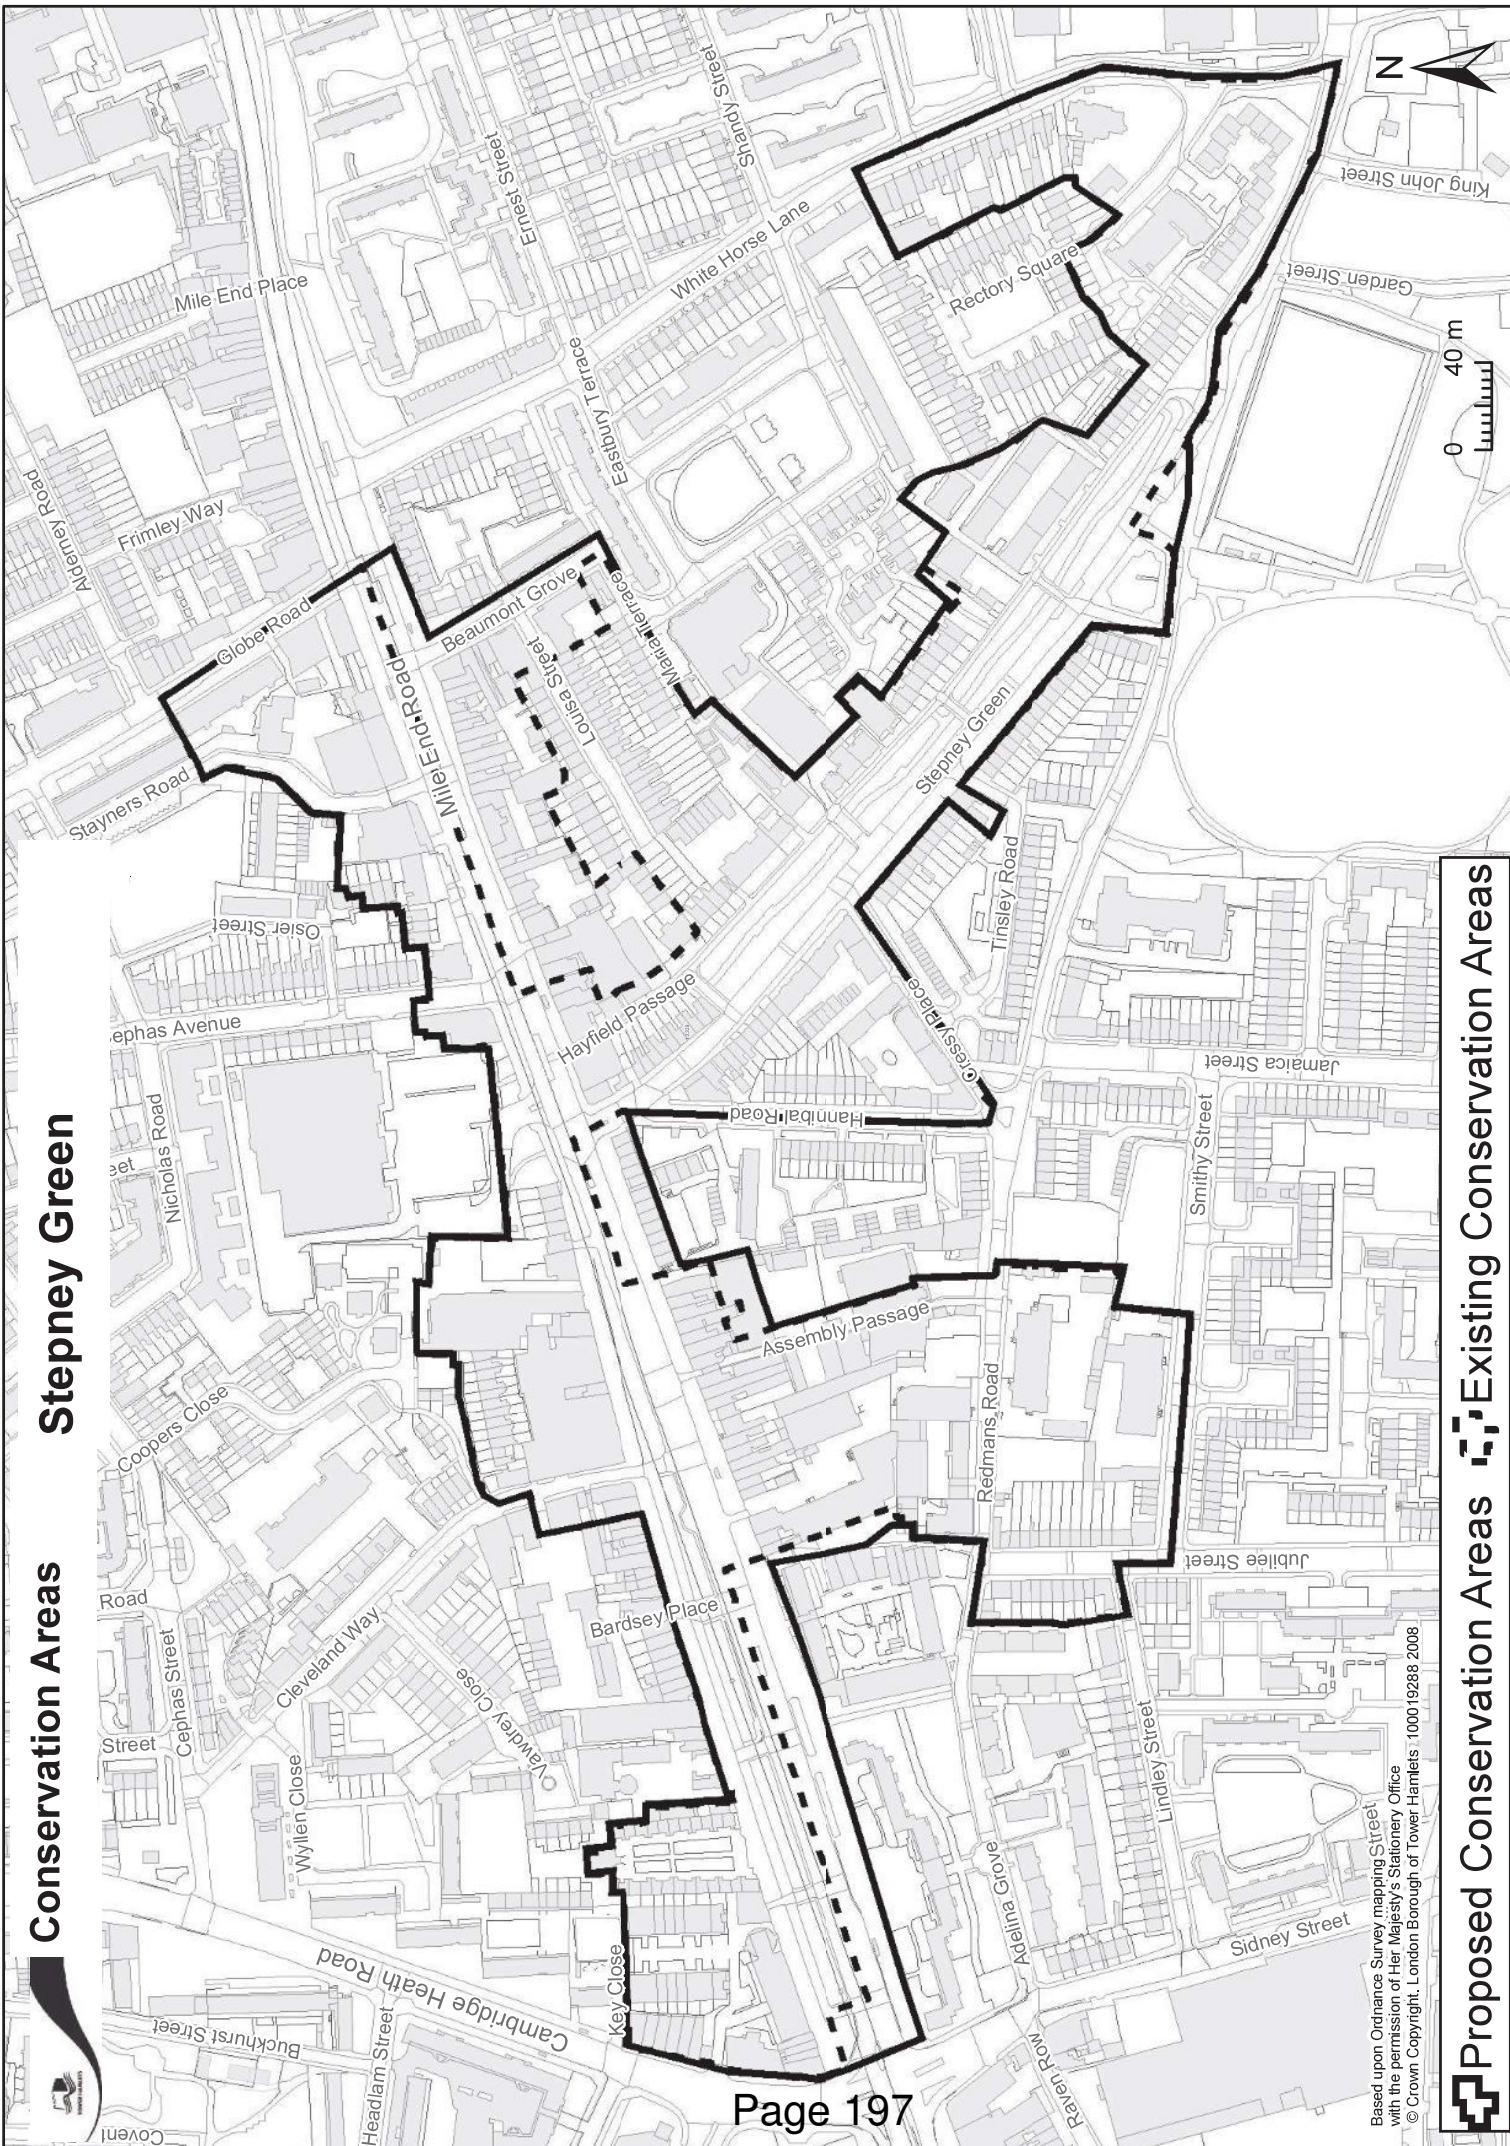 Conservation Areas
Stepney Green
Mile End Place
Ernest Street
Shandy Street
White Horse Lane
Rectory Square
King John Street
Garden Street
N
0 40 m
Alderney Road
Frimley Way
Eastbury Terrace
Globe Road
Beaumont Grove
Maria Terrace
Louisa Street
Mile End Road
Stayners Road
Stepney Green
Osier Street
ephas Avenue
Hayfield Passage
Tinsley Road
Cressy Place
Jamaica Street
Hannibal Road
Nicholas Road
eet
Smithy Street
Coopers Close
Assembly Passage
Redmans Road
Jubilee Street
Road
Cephas Street
Cleveland Way
Bardsey Place
Street
Vawdrey Close
Wyllen Close
Lindley Street
Adelina Grove
Street
Sidney Street
Key Close
Cambridge Heath Road
Buckhurst Street
Headlam Street
Raven Row
Covent
Based upon Ordnance Survey mapping
with the permission of Her Majesty's Stationery Office
© Crown Copyright. London Borough of Tower Hamlets 100019288 2008
Proposed Conservation Areas Existing Conservation Areas
Page 197